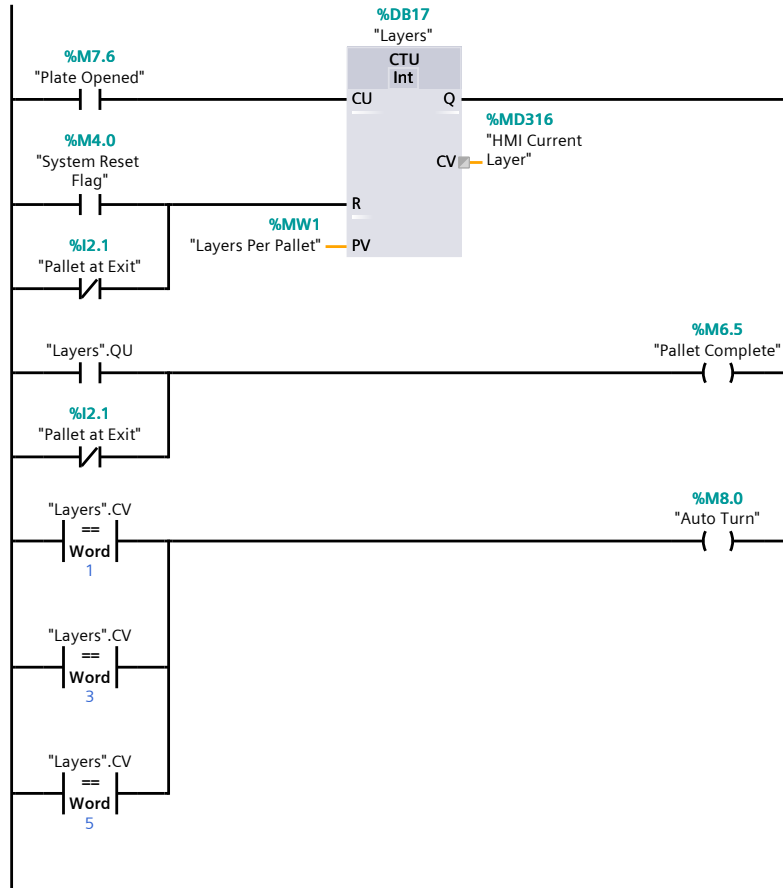 %DB17
"Layers"
%M7.6
"Plate Opened"
CTU
Int
CU
Q
%M4.0
"System Reset
Flag"
%MD316
"HMI Current
Layer"
CV
R
%MW1
"Layers Per Pallet"
PV
%I2.1
"Pallet at Exit"
"Layers".QU
%M6.5
"Pallet Complete"
%I2.1
"Pallet at Exit"
"Layers".CV
==
Word
1
%M8.0
"Auto Turn"
"Layers".CV
==
Word
3
"Layers".CV
==
Word
5